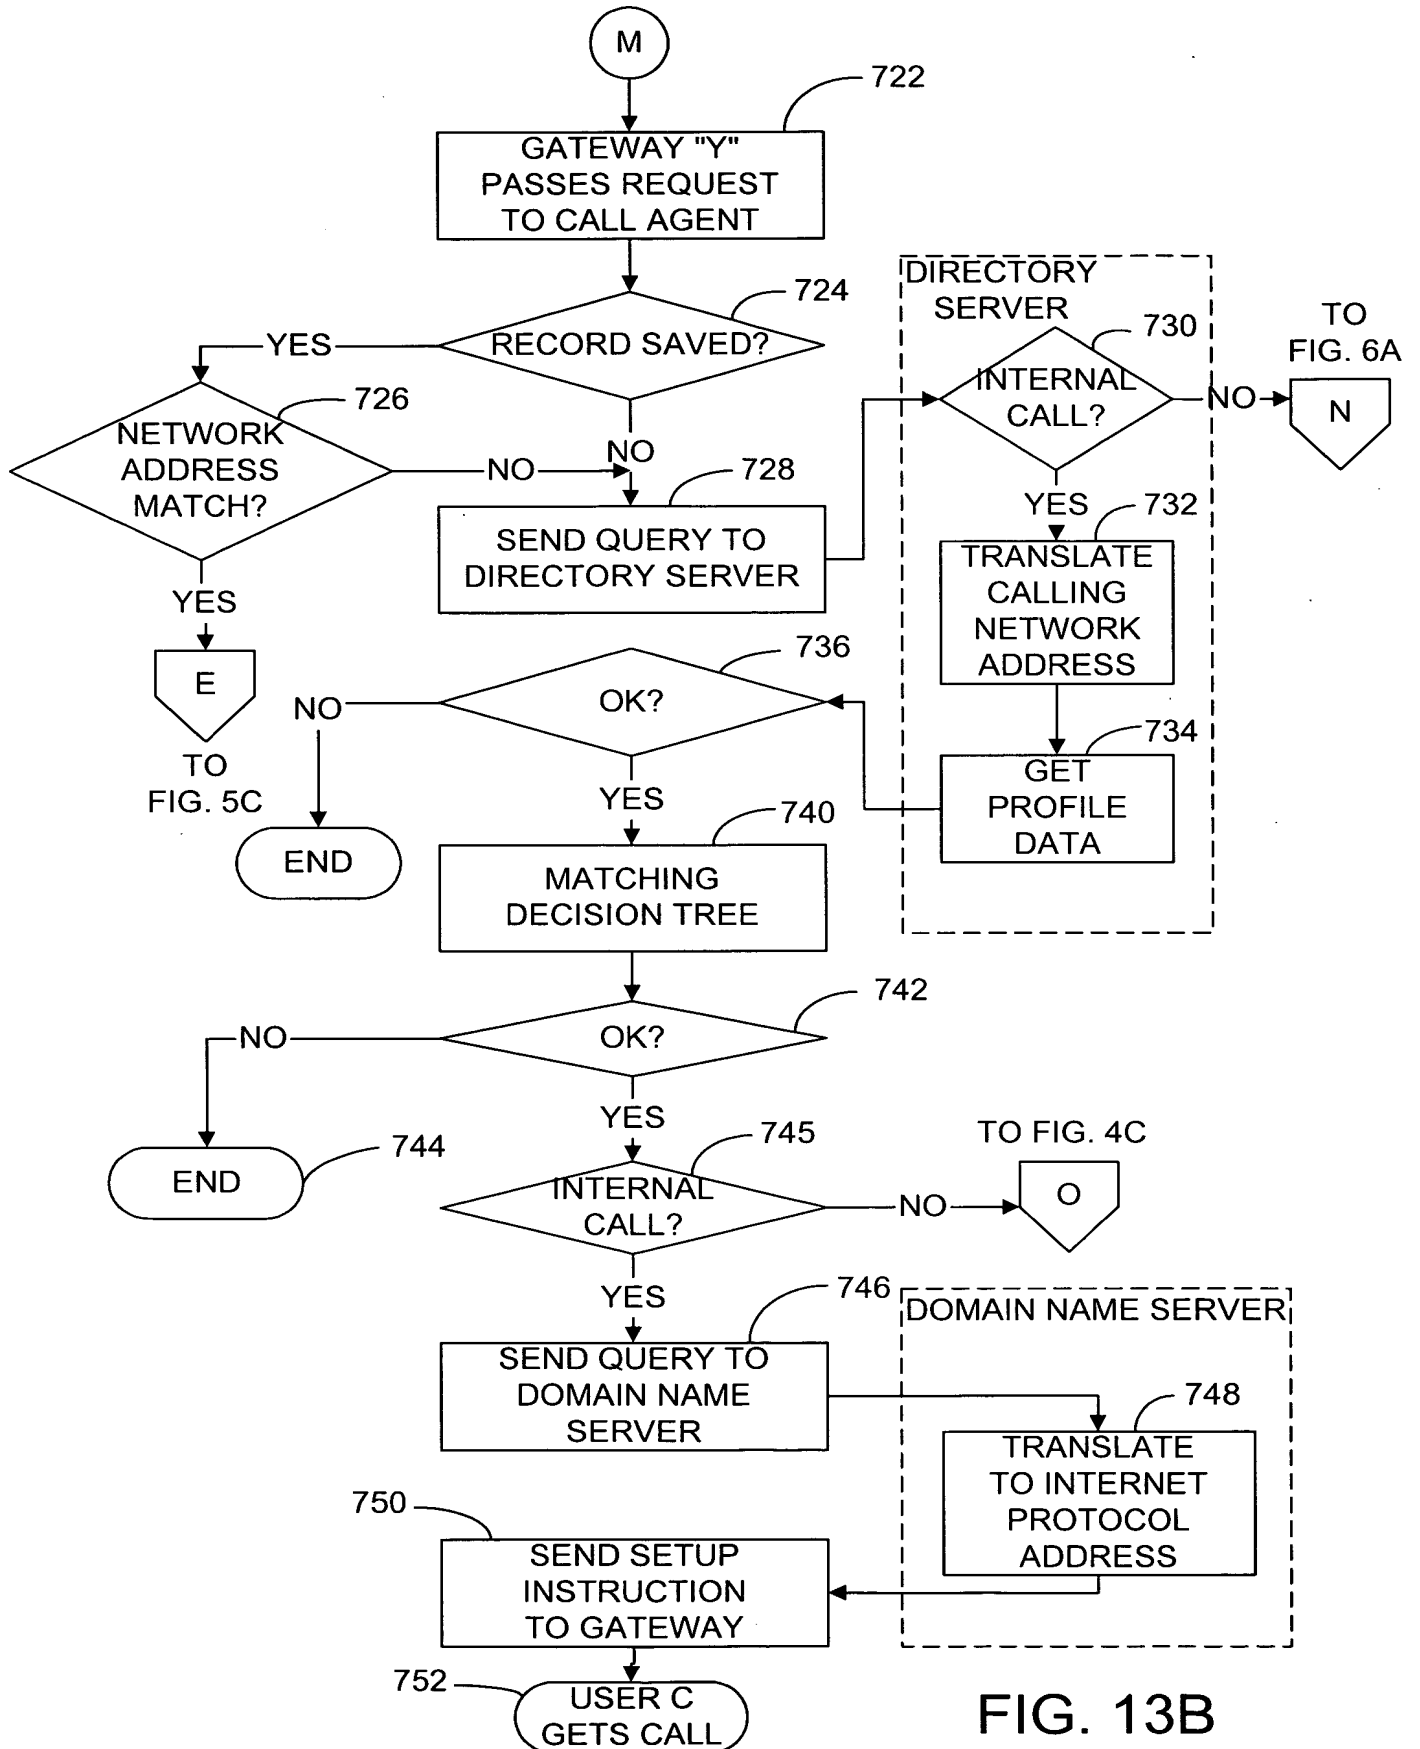 M
722
GATEWAY "Y"
PASSES REQUEST
TO CALL AGENT
724
RECORD SAVED?
YES
NO
726
NETWORK
ADDRESS
MATCH?
NO
YES
E
TO
FIG. 5C
728
SEND QUERY TO
DIRECTORY SERVER
DIRECTORY
SERVER
730
INTERNAL
CALL?
NO
TO
FIG. 6A
N
YES
732
TRANSLATE
CALLING
NETWORK
ADDRESS
734
GET
PROFILE
DATA
736
OK?
NO
END
YES
740
MATCHING
DECISION TREE
742
OK?
NO
END
744
YES
745
INTERNAL
CALL?
NO
TO FIG. 4C
O
YES
746
SEND QUERY TO
DOMAIN NAME
SERVER
DOMAIN NAME SERVER
748
TRANSLATE
TO INTERNET
PROTOCOL
ADDRESS
750
SEND SETUP
INSTRUCTION
TO GATEWAY
752
USER C
GETS CALL
FIG. 13B